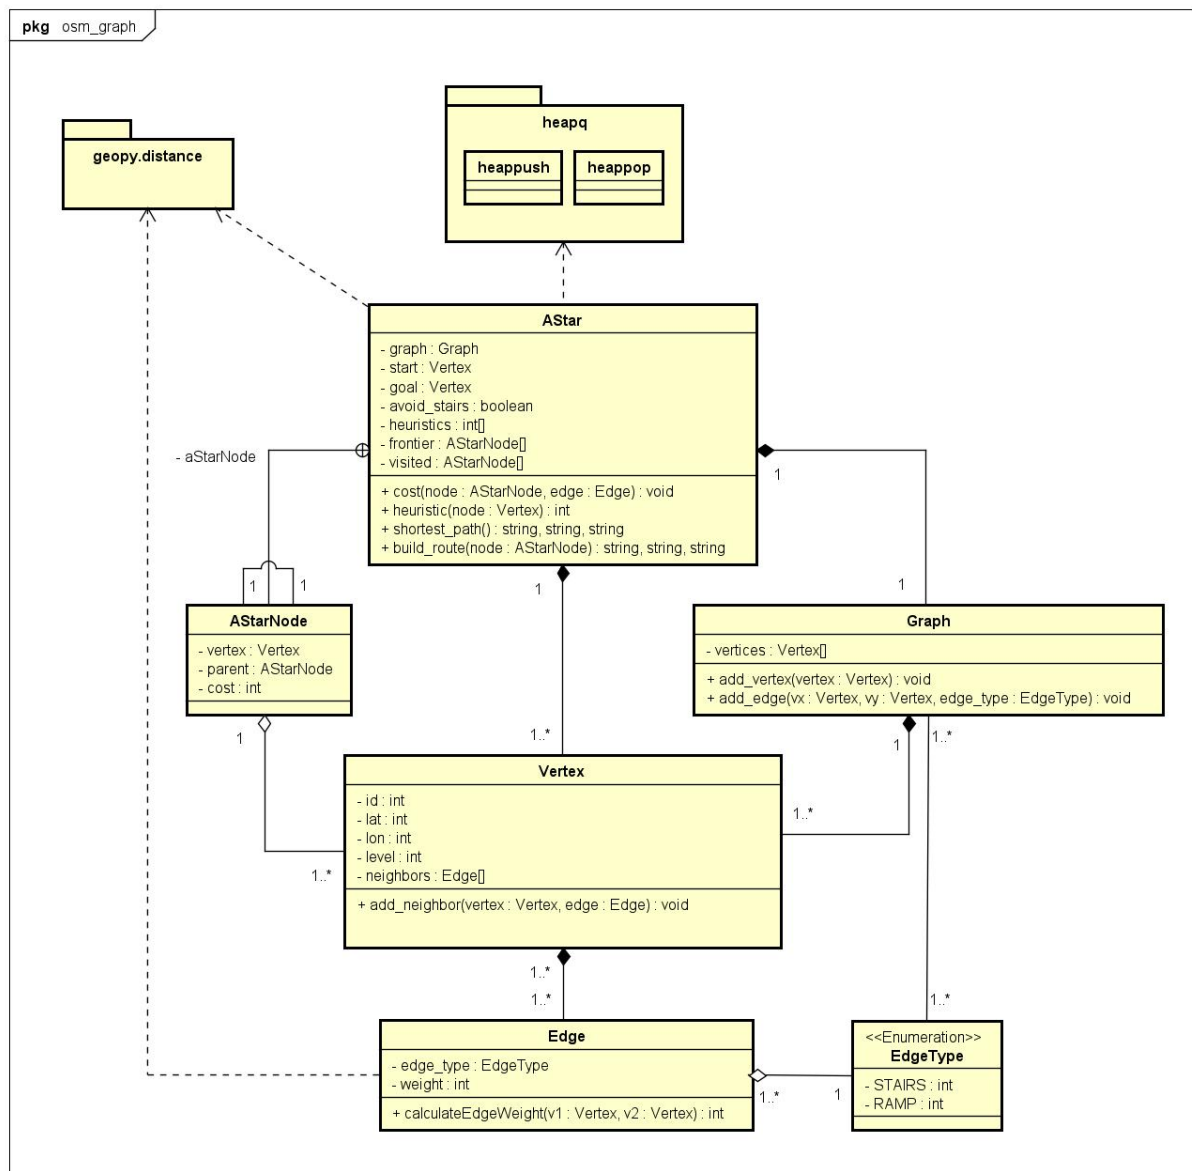 pkg osm_graph
geopy.distance
heapq
heappush
heappop
AStar
- graph : Graph
- start : Vertex
- goal : Vertex
- avoid_stairs : boolean
- heuristics : int[]
- frontier : AStarNode[]
- visited : AStarNode[]
+ cost(node : AStarNode, edge : Edge) : void
+ heuristic(node : Vertex) : int
+ shortest_path() : string, string, string
+ build_route(node : AStarNode) : string, string, string
- aStarNode
1
1
1
1
1
AStarNode
- vertex : Vertex
- parent : AStarNode
- cost : int
Graph
- vertices : Vertex[]
+ add_vertex(vertex : Vertex) : void
+ add_edge(vx : Vertex, vy : Vertex, edge_type : EdgeType) : void
1
1..*
1
1..*
Vertex
- id : int
- lat : int
- lon : int
- level : int
- neighbors : Edge[]
+ add_neighbor(vertex : Vertex, edge : Edge) : void
1..*
1..*
1..*
1..*
1..*
Edge
- edge_type : EdgeType
- weight : int
+ calculateEdgeWeight(v1 : Vertex, v2 : Vertex) : int
1..*
1
<<Enumeration>>
EdgeType
- STAIRS : int
- RAMP : int